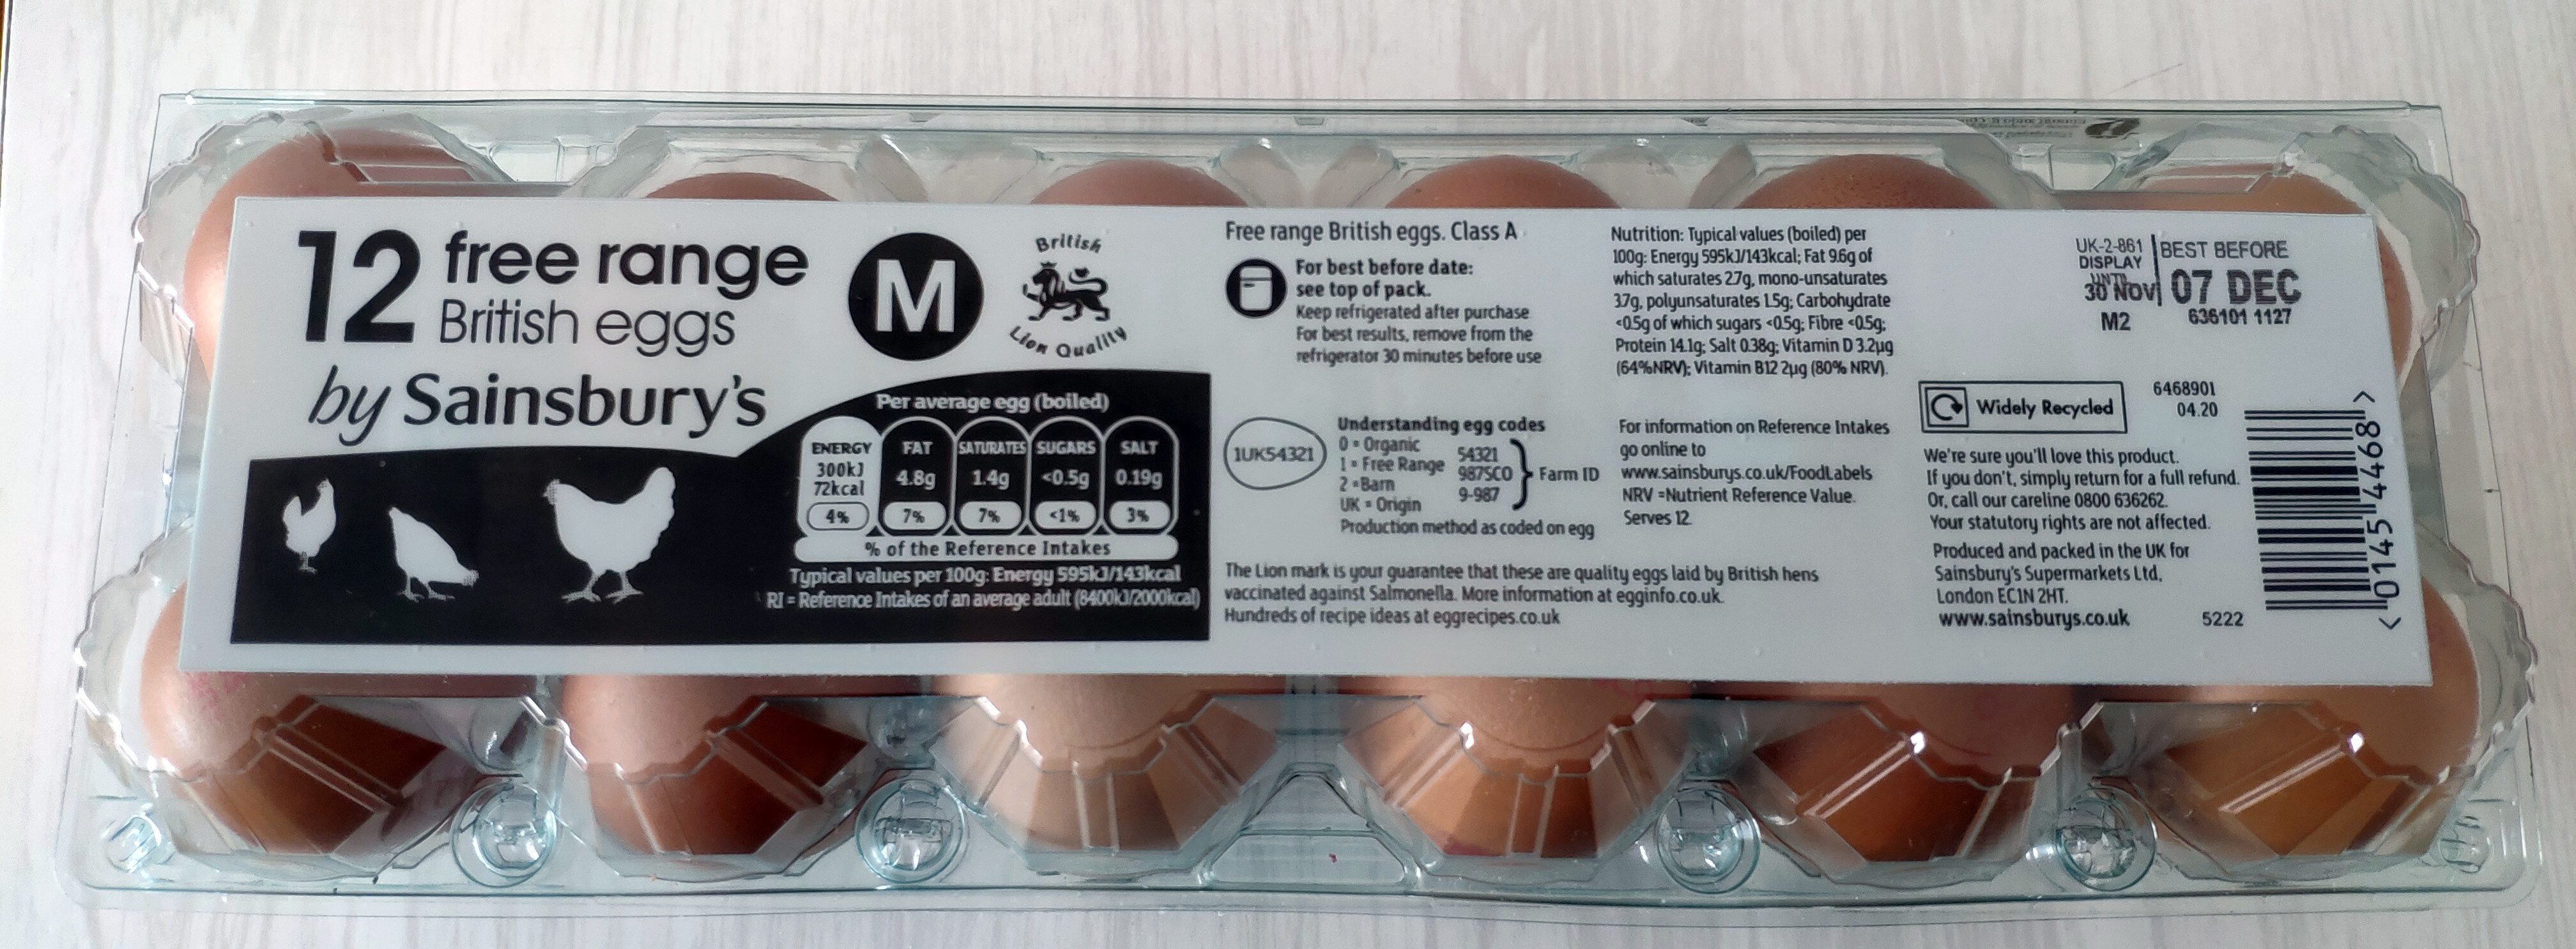 12 free range
British eggs
by Sainsbury's
M
British
Lion Quality
Per average egg (boiled)
ENERGY
300kJ
72kcal
4%
FAT
4.8g
7%
SATURATES
1.4g
7%
SUGARS
<0.5g
<1%
SALT
0.19g
3%
% of the Reference Intakes
Typical values per 100g: Energy 595kJ/143kcal
RI = Reference Intakes of an average adult (8400kJ/2000kcal)
Free range British eggs. Class A
For best before date:
see top of pack.
Keep refrigerated after purchase
For best results, remove from the
refrigerator 30 minutes before use
1UK54321
Understanding egg codes
0 = Organic
1 = Free Range
2 = Barn
UK = Origin
54321
9875CO
9-987
Farm ID
Production method as coded on egg
The Lion mark is your guarantee that these are quality eggs laid by British hens
vaccinated against Salmonella. More information at egginfo.co.uk.
Hundreds of recipe ideas at eggrecipes.co.uk
Nutrition: Typical values (boiled) per
100g: Energy 595kJ/143kcal; Fat 9.6g of
which saturates 2.7g, mono-unsaturates
3.7g, polyunsaturates 1.5g; Carbohydrate
<0.5g of which sugars <0.5g; Fibre <0.5g;
Protein 14.1g; Salt 0.38g; Vitamin D 3.2µg
(64%NRV); Vitamin B12 2µg (80% NRV).
For information on Reference Intakes
go online to
www.sainsburys.co.uk/FoodLabels
NRV =Nutrient Reference Value.
Serves 12
UK-2-861
DISPLAY
UNTIL
30 NOV
M2
BEST BEFORE
07 DEC
636101 1127
Widely Recycled
6468901
04.20
We're sure you'll love this product.
If you don't, simply return for a full refund.
Or, call our careline 0800 636262.
Your statutory rights are not affected.
Produced and packed in the UK for
Sainsbury's Supermarkets Ltd,
London EC1N 2HT.
www.sainsburys.co.uk
5222
<0145 4468>